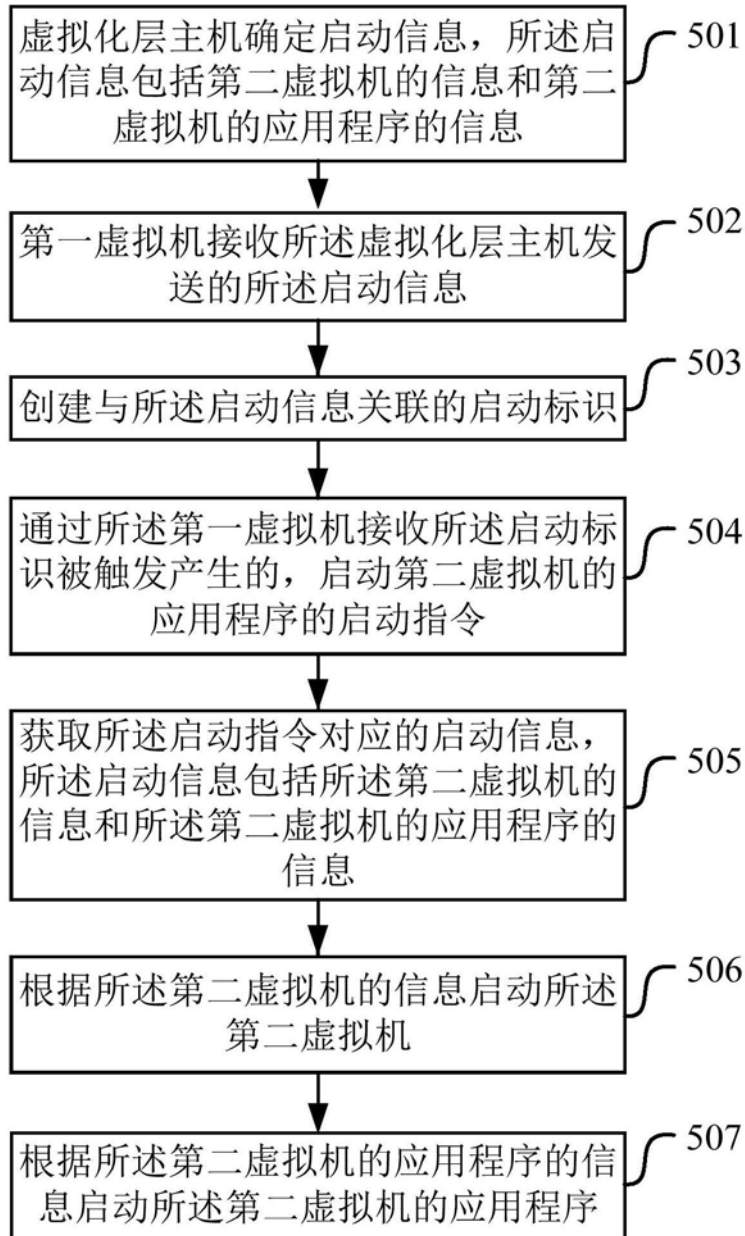 虚拟化层主机确定启动信息，所述启
动信息包括第二虚拟机的信息和第二
虚拟机的应用程序的信息
501
第一虚拟机接收所述虚拟化层主机发
送的所述启动信息
502
创建与所述启动信息关联的启动标识
503
通过所述第一虚拟机接收所述启动标
识被触发产生的，启动第二虚拟机的
应用程序的启动指令
504
获取所述启动指令对应的启动信息，
所述启动信息包括所述第二虚拟机的
信息和所述第二虚拟机的应用程序的
信息
505
根据所述第二虚拟机的信息启动所述
第二虚拟机
506
根据所述第二虚拟机的应用程序的信
息启动所述第二虚拟机的应用程序
507